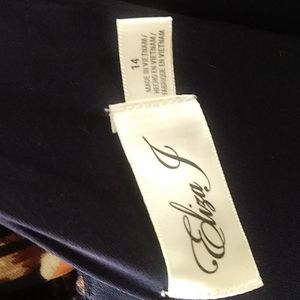 14
MADE IN VIETNAM /
HECHO EN VIETNAM /
FABRIQUE EN VIETNAM
Eliza J